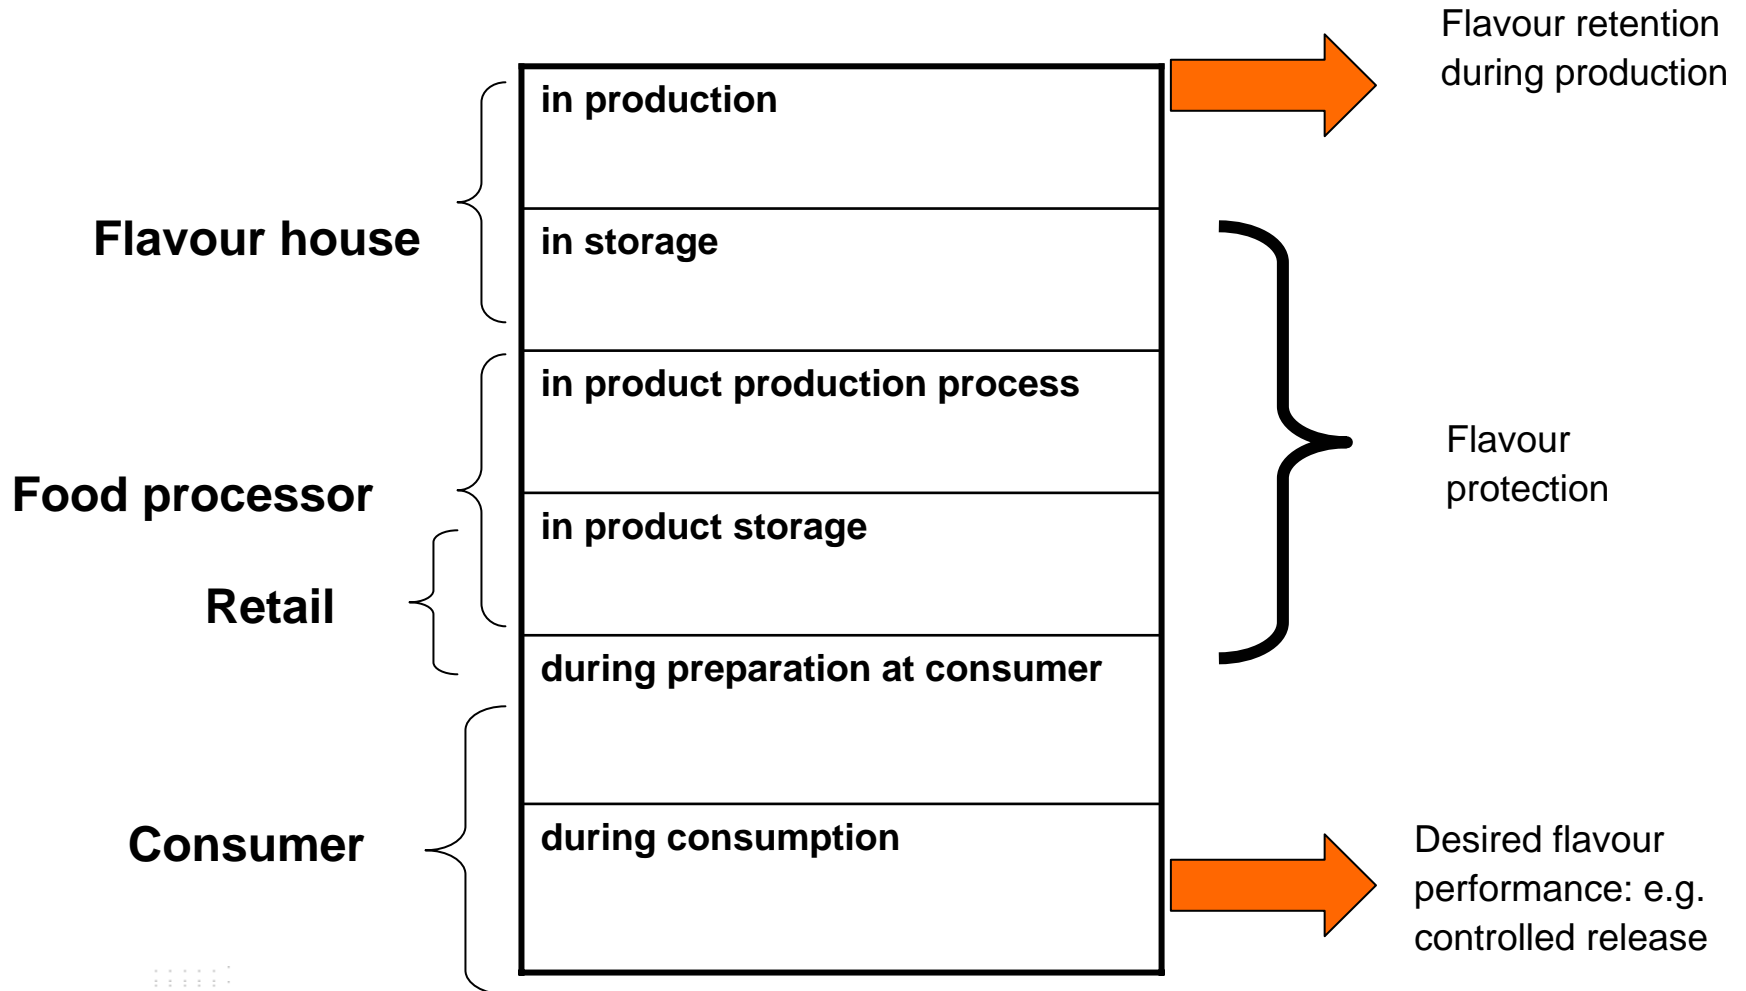 Flavour retention
during production
in production
Flavour house
in storage
in product production process
Flavour
protection
Food processor
in product storage
Retail
during preparation at consumer
Consumer
during consumption
Desired flavour
performance: e.g.
controlled release